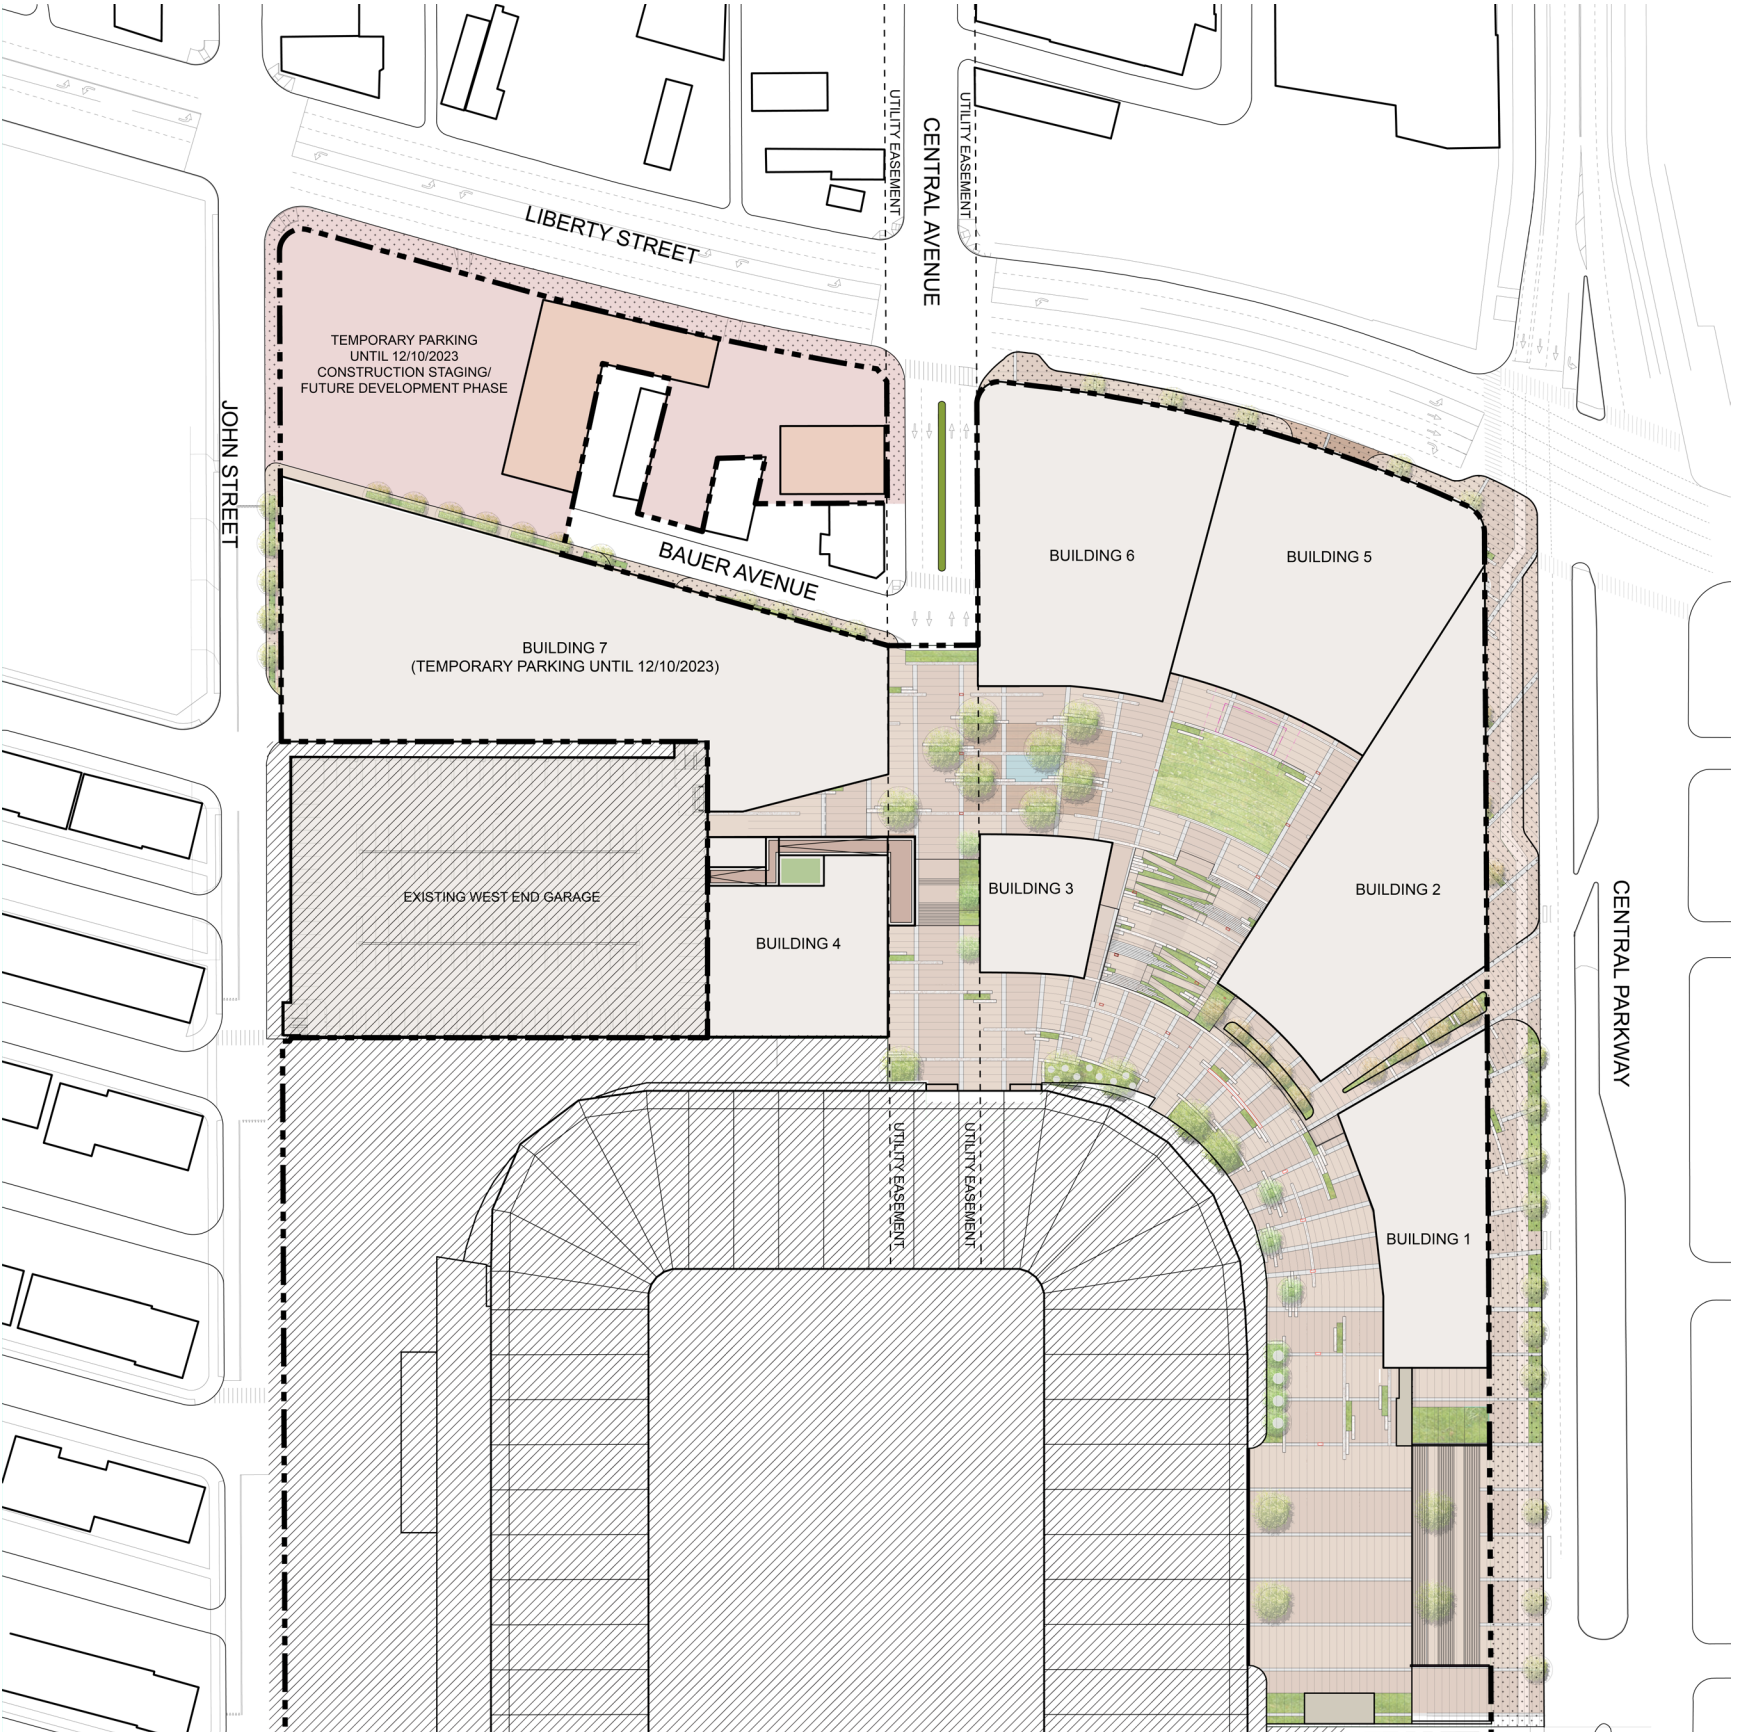 UTILITY EASEMENT
CENTRAL AVENUE
UTILITY EASEMENT
LIBERTY STREET
TEMPORARY PARKING
UNTIL 12/10/2023
CONSTRUCTION STAGING/
FUTURE DEVELOPMENT PHASE
JOHN STREET
BAUER AVENUE
BUILDING 6
BUILDING 5
BUILDING 7
(TEMPORARY PARKING UNTIL 12/10/2023)
EXISTING WEST END GARAGE
BUILDING 4
BUILDING 3
BUILDING 2
CENTRAL PARKWAY
UTILITY EASEMENT
UTILITY EASEMENT
BUILDING 1